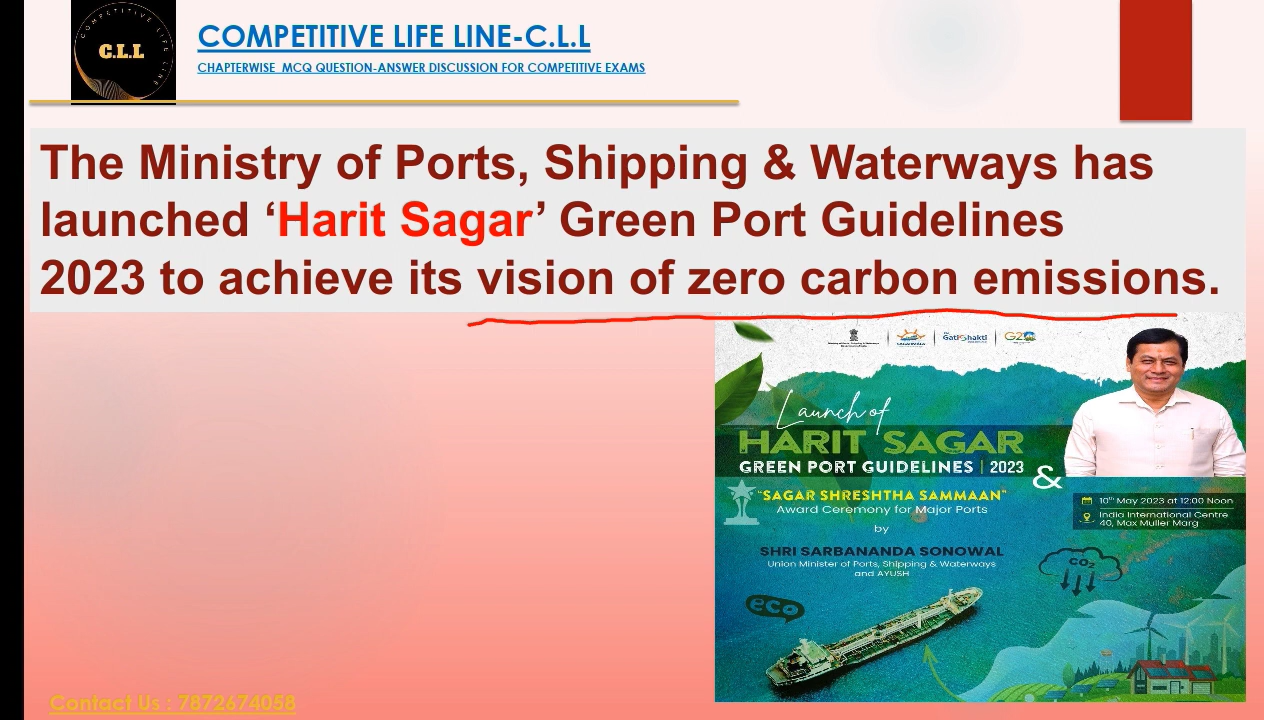 COMPETITIVE LIFE LINE
C.L.L
COMPETITIVE LIFE LINE-C.L.L
CHAPTERWISE MCQ QUESTION-ANSWER DISCUSSION FOR COMPETITIVE EXAMS
The Ministry of Ports, Shipping & Waterways has
launched ‘Harit Sagar’ Green Port Guidelines
2023 to achieve its vision of zero carbon emissions.
GatiShakti
G20
Launch of
HARIT SAGAR
GREEN PORT GUIDELINES | 2023
&
"SAGAR SHRESHTHA SAMMAAN"
Award Ceremony for Major Ports
by
SHRI SARBANANDA SONOWAL
Union Minister of Ports, Shipping & Waterways
and AYUSH
10th May 2023 at 12:00 Noon
India International Centre
40, Max Muller Marg
CO2
eco
Contact Us : 7872674058